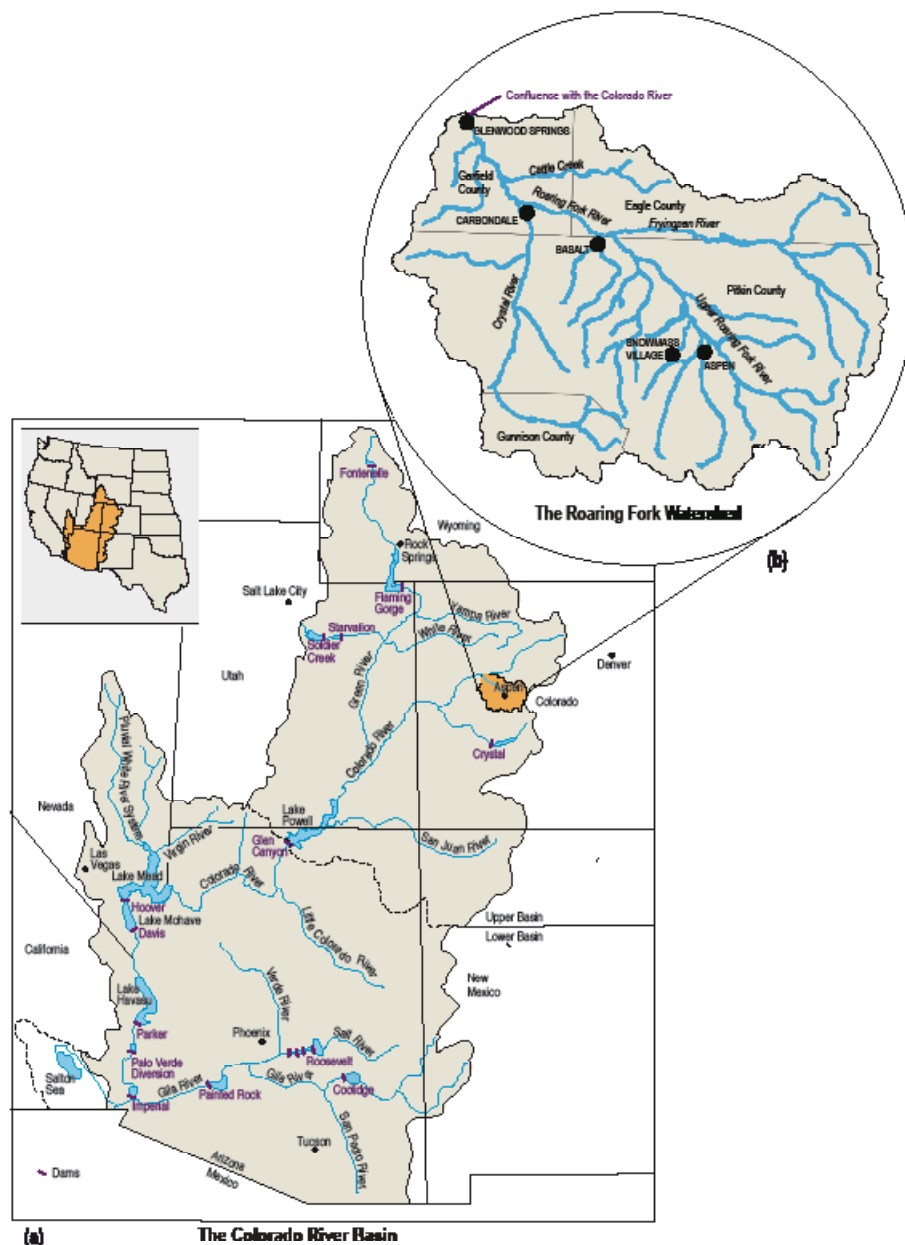 Confluence with the Colorado River
GLENWOOD SPRINGS
Cattle Creek
Garfield
County
Roaring Fork River
Eagle County
Fryingpan River
CARBONDALE
BASALT
Crystal River
Pitkin County
Upper Roaring Fork River
SNOWMASS
VILLAGE
ASPEN
Gunnison County
The Roaring Fork Watershed
(b)
Fontenelle
Wyoming
Rock
Springs
Salt Lake City
Flaming
Gorge
Yampa River
Starvation
White River
Soldier
Creek
Denver
Utah
Green River
Aspen
Colorado
Colorado River
Crystal
Pluvial White River System
Nevada
Lake
Powell
Virgin River
Glen
Canyon
San Juan River
Las
Vegas
Lake Mead
Colorado
River
Hoover
Lake Mohave
Davis
Upper Basin
Lower Basin
Little Colorado River
California
New
Mexico
Verde River
Lake
Havasu
Parker
Phoenix
Salt River
Roosevelt
Palo Verde
Diversion
Salton
Sea
Gila River
Gila River
Coolidge
Imperial
Painted Rock
San Pedro River
Tucson
Arizona
Mexico
Dams
(a)
The Colorado River Basin